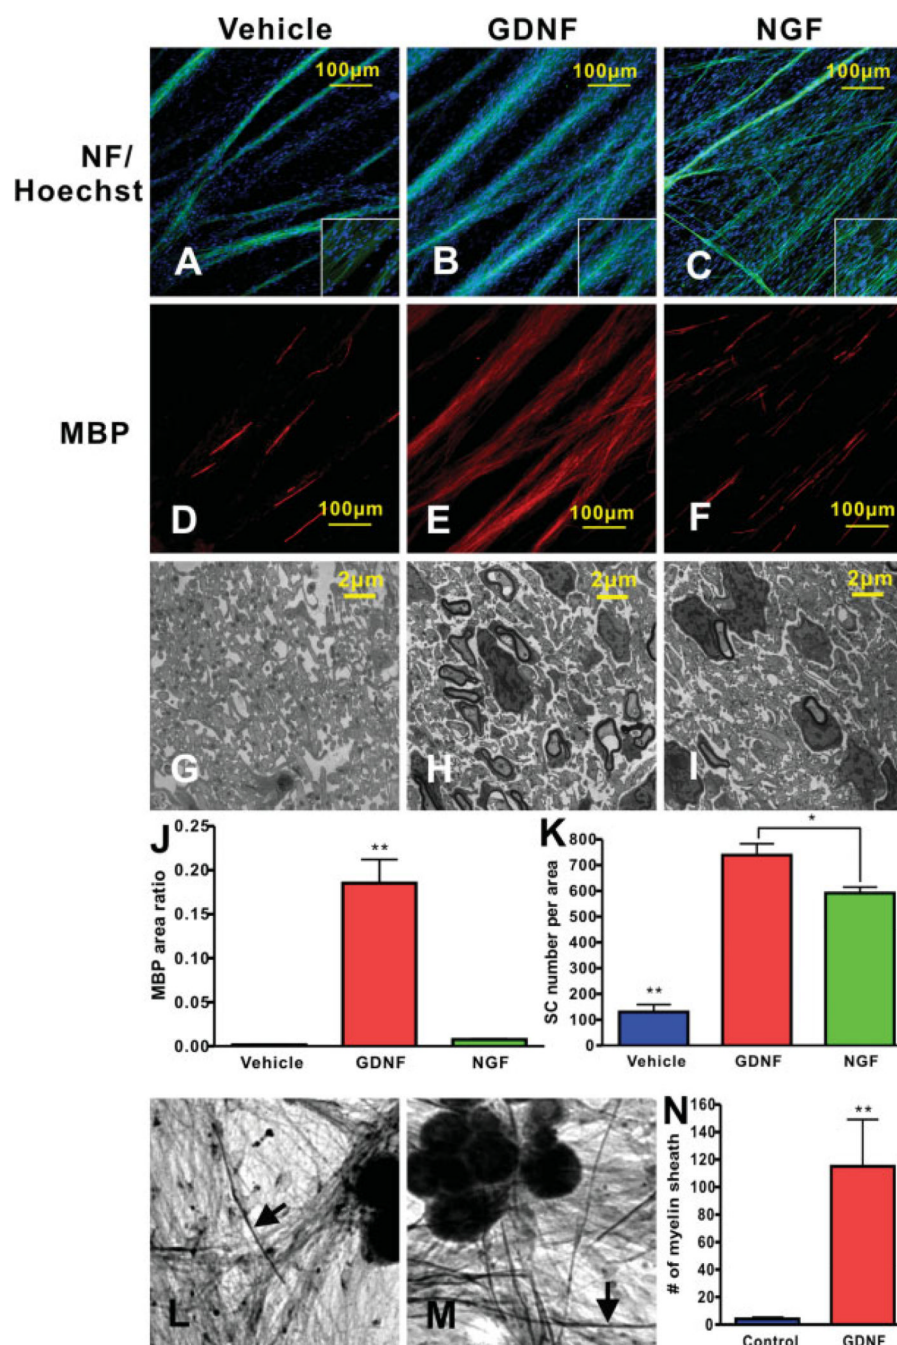 Vehicle GDNF NGF
NF/
Hoechst
100μm 100μm 100μm
A B C
MBP
D 100μm E 100μm F 100μm
2μm 2μm 2μm
G H I
J
MBP area ratio
0.25
0.20
0.15
0.10
0.05
0.00
**
Vehicle GDNF NGF
K
SC number per area
800
700
600
500
400
300
200
100
0
*
**
Vehicle GDNF NGF
L M
N
# of myelin sheath
160
140
120
100
80
60
40
20
0
**
Control GDNF